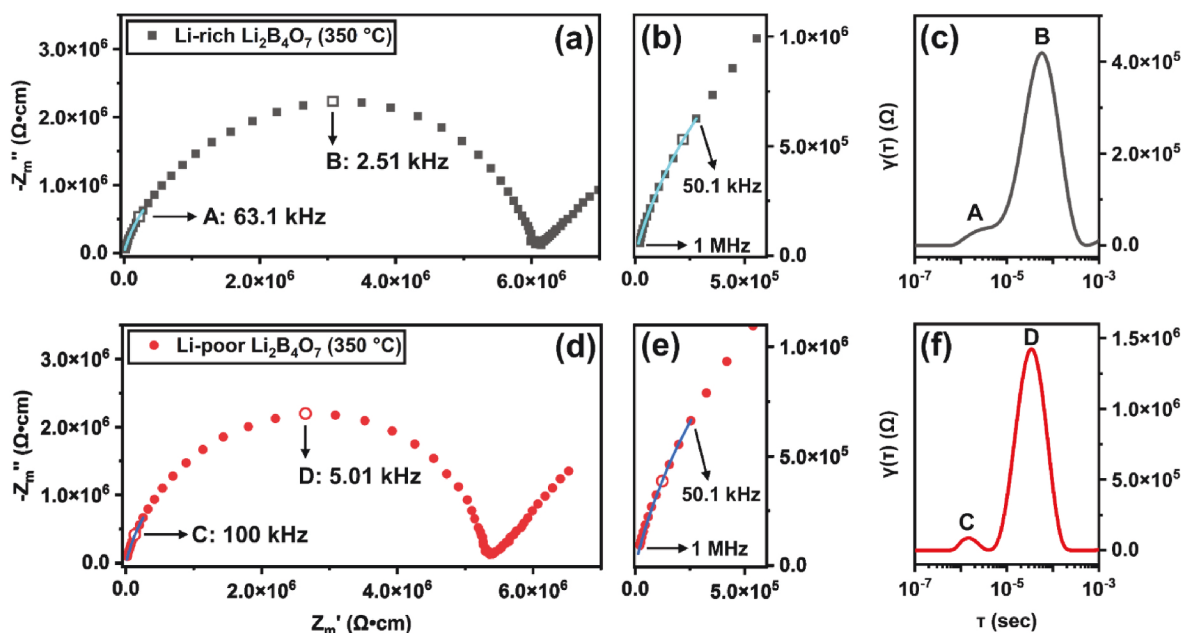 Li-rich Li₂B₄O₇ (350 °C)
(a)
-Zₘ'' (Ω•cm)
3.0×10⁶
2.0×10⁶
1.0×10⁶
0.0
B: 2.51 kHz
A: 63.1 kHz
0.0
2.0×10⁶
4.0×10⁶
6.0×10⁶
(b)
1.0×10⁶
5.0×10⁵
0.0
50.1 kHz
1 MHz
0.0
5.0×10⁵
(c)
B
A
γ(τ) (Ω)
4.0×10⁵
2.0×10⁵
0.0
10⁻⁷
10⁻⁵
10⁻³
Li-poor Li₂B₄O₇ (350 °C)
(d)
-Zₘ'' (Ω•cm)
3.0×10⁶
2.0×10⁶
1.0×10⁶
0.0
D: 5.01 kHz
C: 100 kHz
0.0
2.0×10⁶
4.0×10⁶
6.0×10⁶
Zₘ' (Ω•cm)
(e)
1.0×10⁶
5.0×10⁵
0.0
50.1 kHz
1 MHz
0.0
5.0×10⁵
(f)
D
C
γ(τ) (Ω)
1.5×10⁶
1.0×10⁶
5.0×10⁵
0.0
10⁻⁷
10⁻⁵
10⁻³
τ (sec)